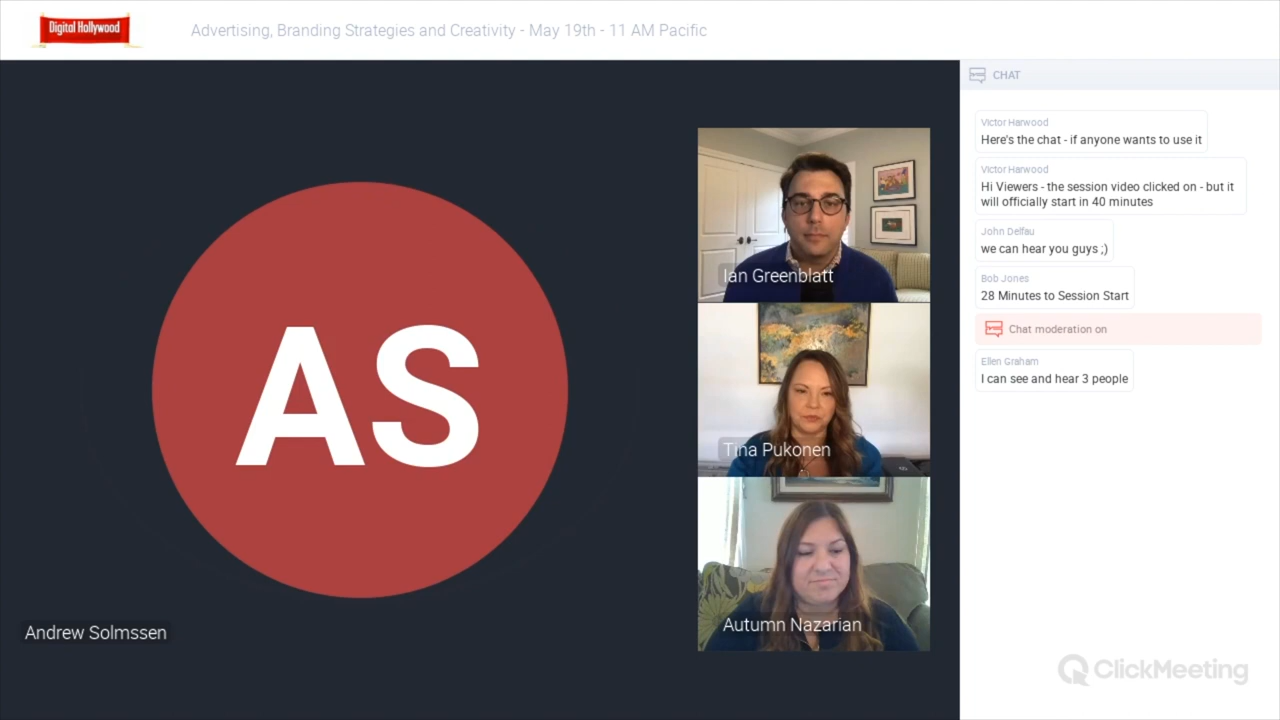 Digital Hollywood
Advertising, Branding Strategies and Creativity - May 19th - 11 AM Pacific
AS
Andrew Solmssen
Ian Greenblatt
Tina Pukonen
Autumn Nazarian
CHAT
Victor Harwood
Here's the chat - if anyone wants to use it
Victor Harwood
Hi Viewers - the session video clicked on - but it
will officially start in 40 minutes
John Delfau
we can hear you guys ;)
Bob Jones
28 Minutes to Session Start
Chat moderation on
Ellen Graham
I can see and hear 3 people
ClickMeeting